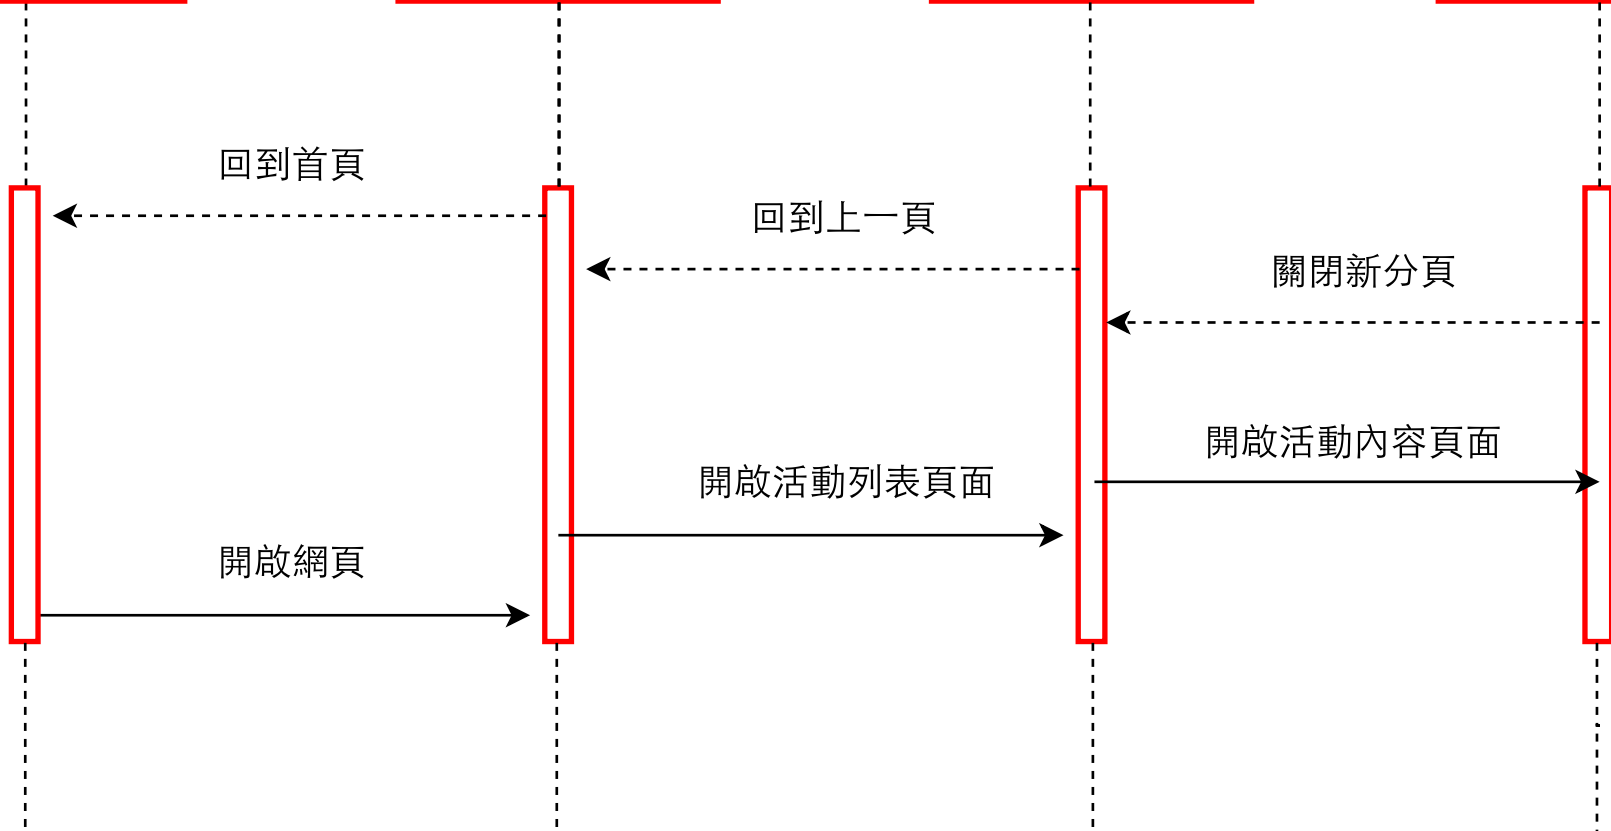 回到首頁
回到上一頁
關閉新分頁
開啟活動內容頁面
開啟活動列表頁面
開啟網頁